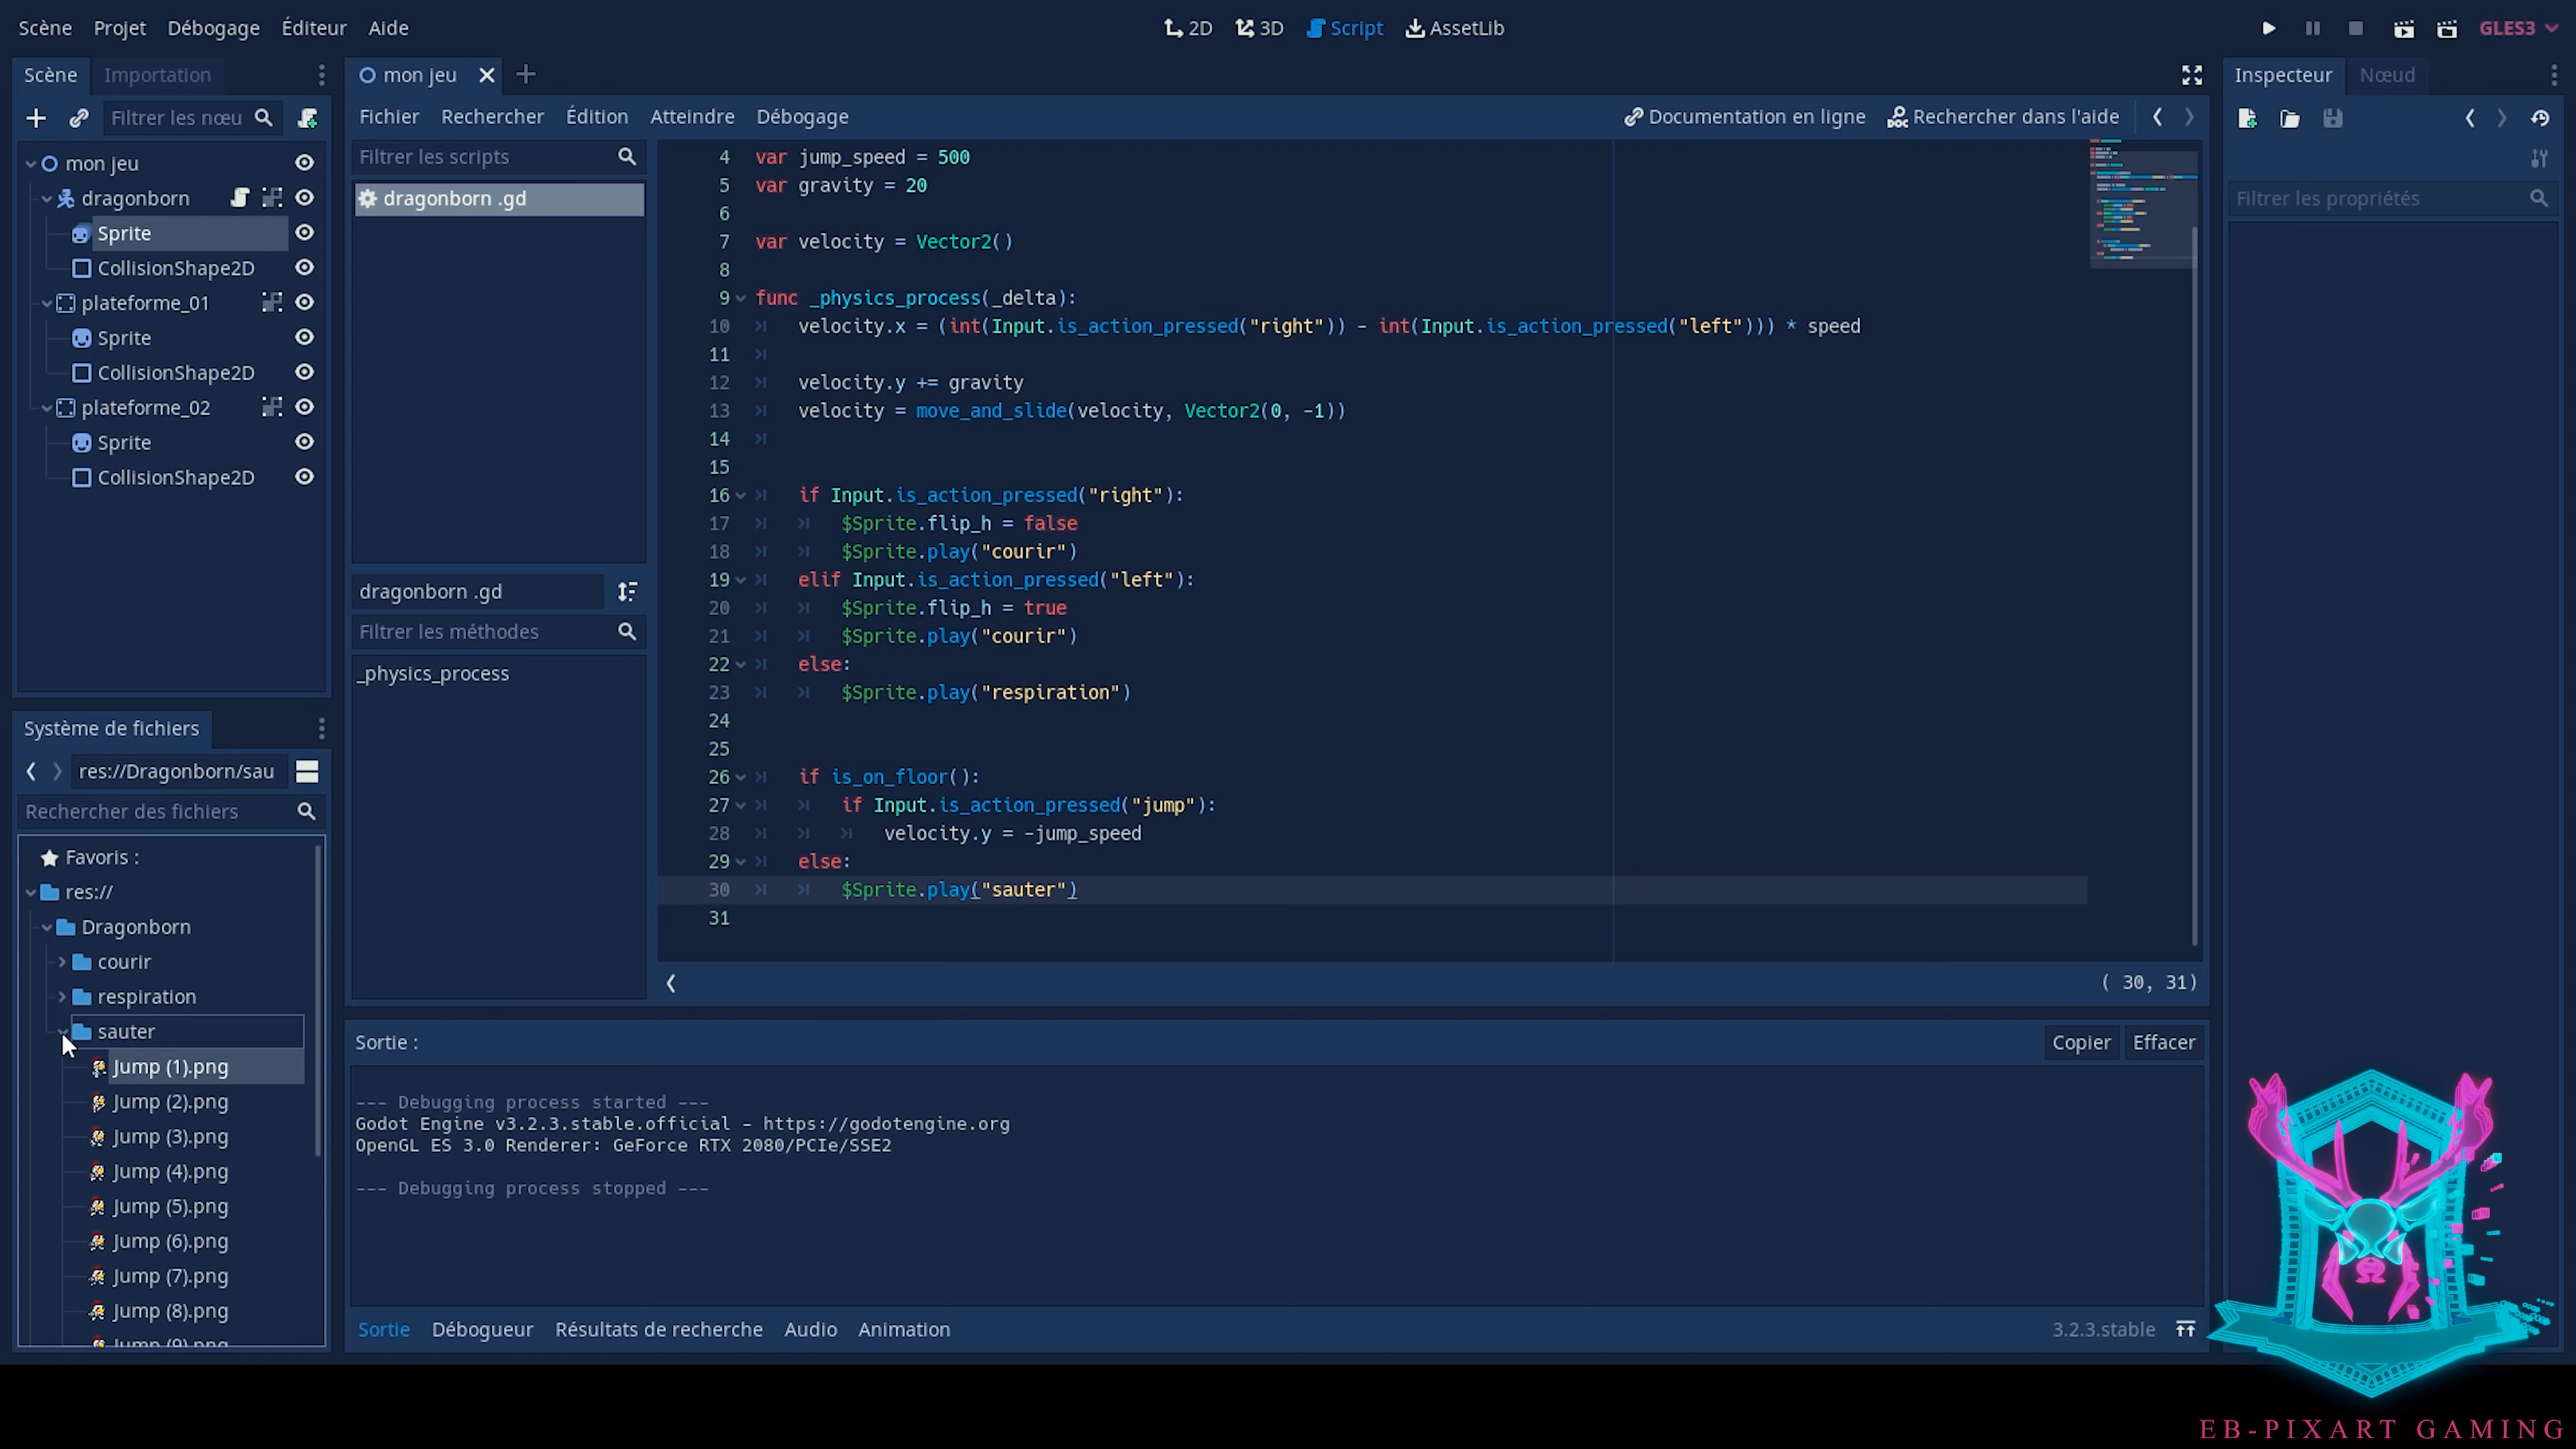 Scène Projet Débogage Éditeur Aide
2D 3D Script AssetLib
GLES3
Scène Importation
Filtrer les nœu
mon jeu
dragonborn
Sprite
CollisionShape2D
plateforme_01
Sprite
CollisionShape2D
plateforme_02
Sprite
CollisionShape2D
Système de fichiers
res://Dragonborn/sau
Rechercher des fichiers
Favoris :
res://
Dragonborn
courir
respiration
sauter
Jump (1).png
Jump (2).png
Jump (3).png
Jump (4).png
Jump (5).png
Jump (6).png
Jump (7).png
Jump (8).png
Jump (9).png
mon jeu
Fichier Rechercher Édition Atteindre Débogage
Documentation en ligne Rechercher dans l'aide
Filtrer les scripts
dragonborn .gd
dragonborn .gd
Filtrer les méthodes
_physics_process
4 var jump_speed = 500
5 var gravity = 20
6
7 var velocity = Vector2()
8
9 func _physics_process(_delta):
10 velocity.x = (int(Input.is_action_pressed("right")) - int(Input.is_action_pressed("left"))) * speed
11
12 velocity.y += gravity
13 velocity = move_and_slide(velocity, Vector2(0, -1))
14
15
16 if Input.is_action_pressed("right"):
17 $Sprite.flip_h = false
18 $Sprite.play("courir")
19 elif Input.is_action_pressed("left"):
20 $Sprite.flip_h = true
21 $Sprite.play("courir")
22 else:
23 $Sprite.play("respiration")
24
25
26 if is_on_floor():
27 if Input.is_action_pressed("jump"):
28 velocity.y = -jump_speed
29 else:
30 $Sprite.play("sauter")
31
( 30, 31)
Sortie :
Copier Effacer
--- Debugging process started ---
Godot Engine v3.2.3.stable.official - https://godotengine.org
OpenGL ES 3.0 Renderer: GeForce RTX 2080/PCIe/SSE2
--- Debugging process stopped ---
Sortie Débogueur Résultats de recherche Audio Animation
3.2.3.stable
Inspecteur Nœud
Filtrer les propriétés
EB-PIXART GAMING